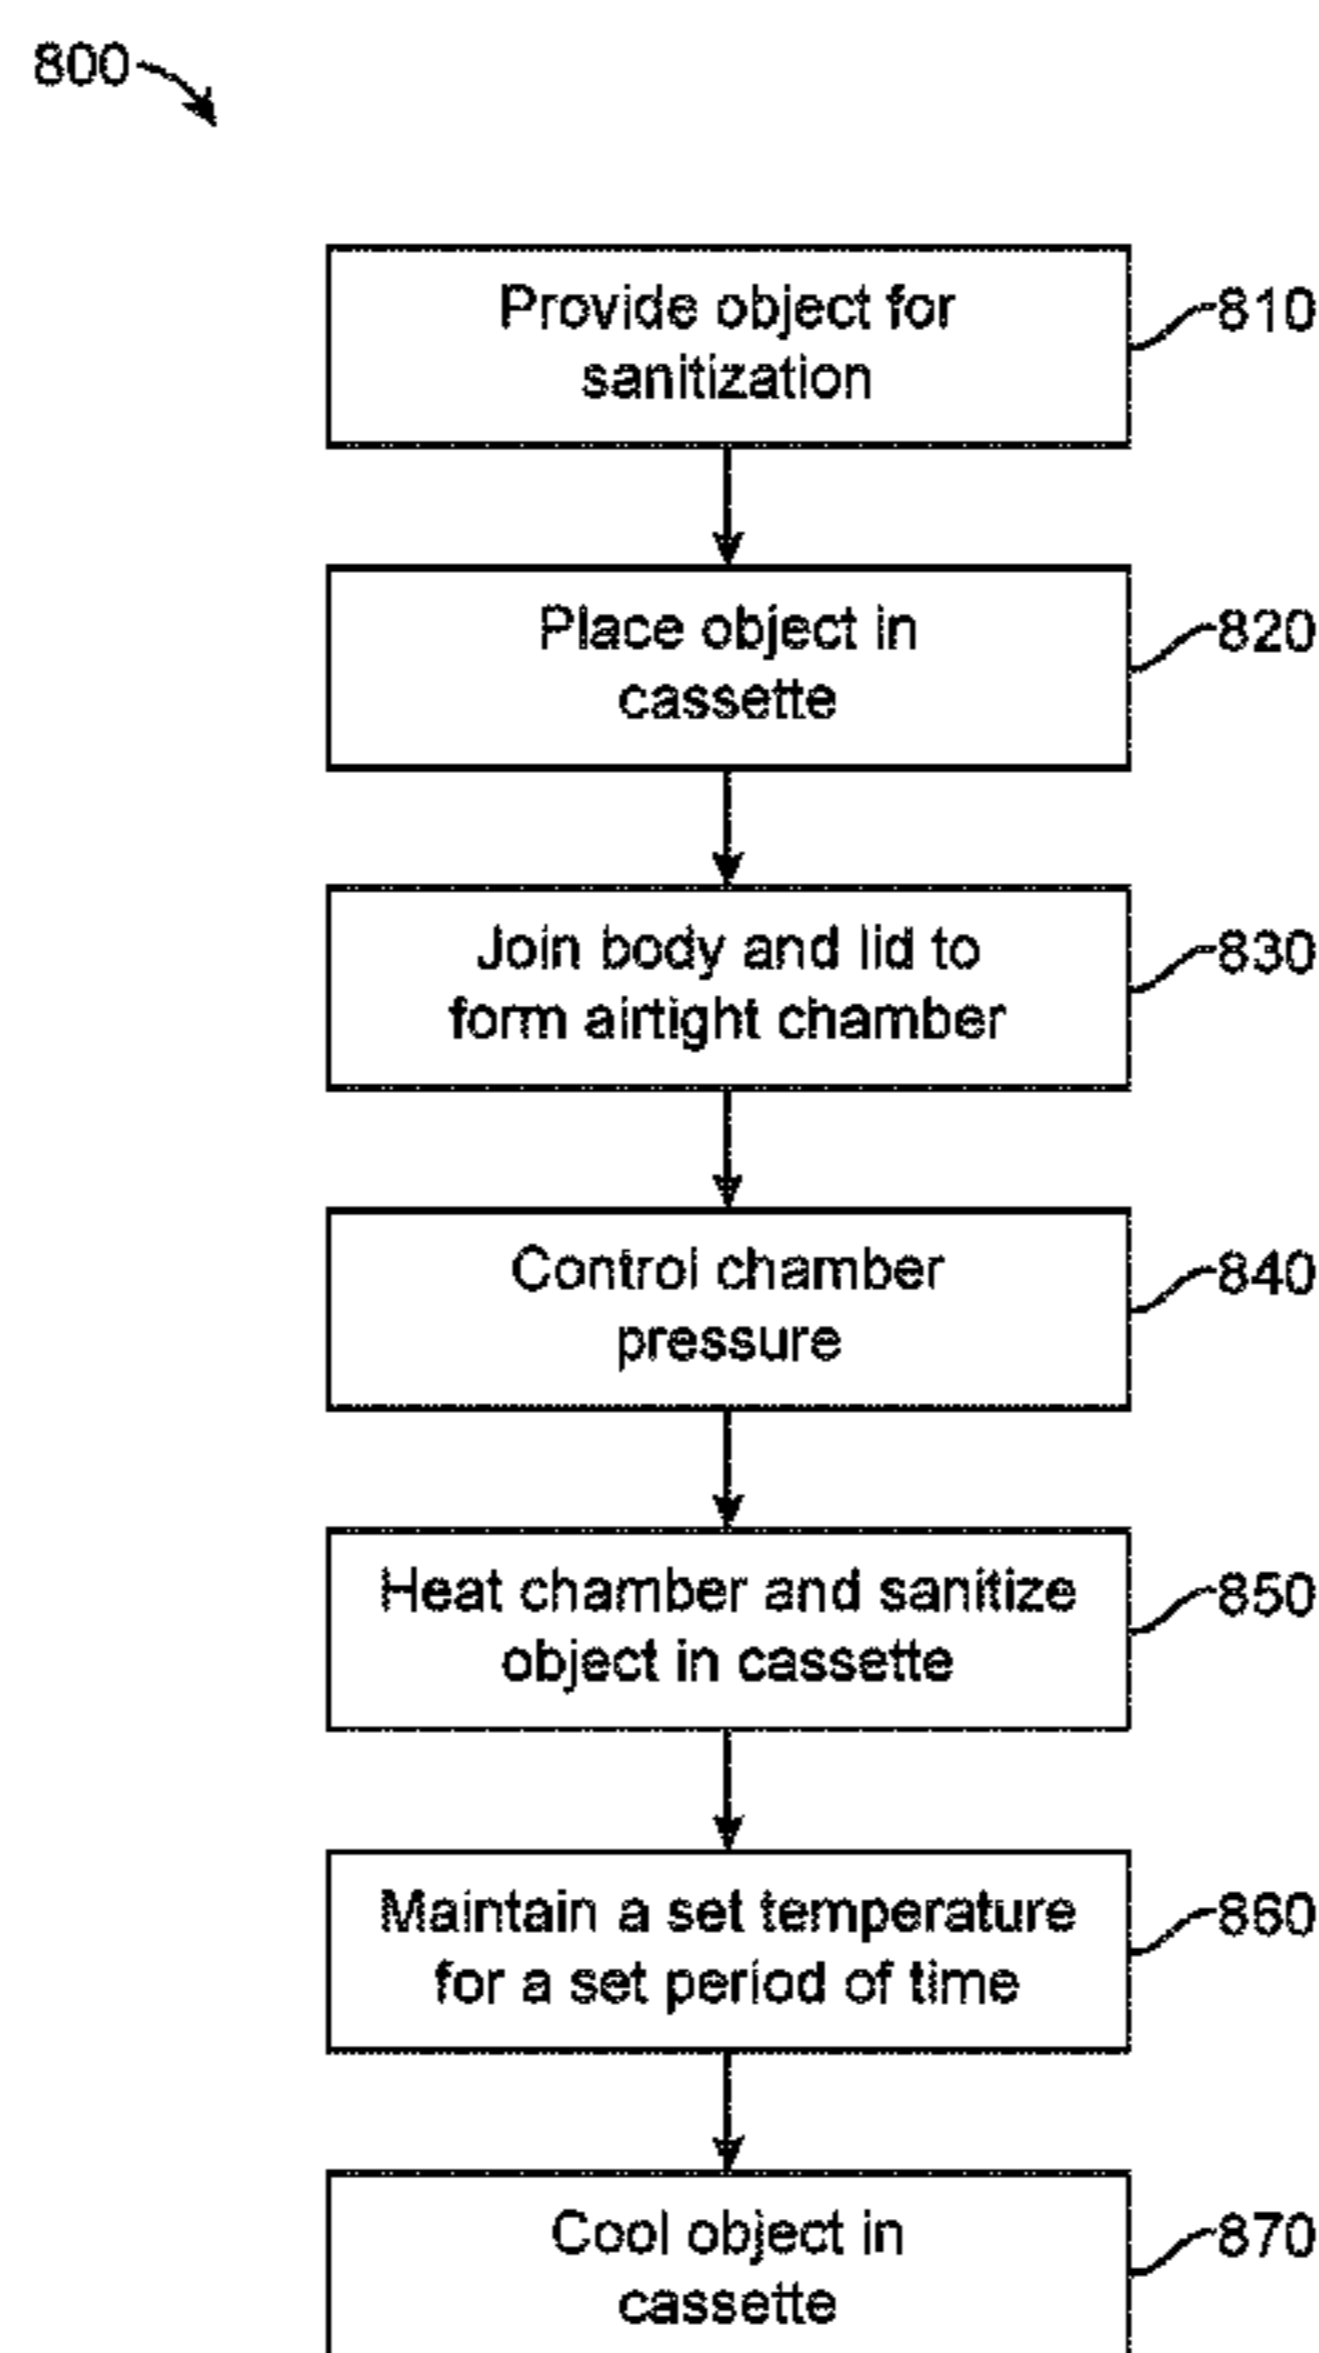 800
Provide object for
sanitization
810
Place object in
cassette
820
Join body and lid to
form airtight chamber
830
Control chamber
pressure
840
Heat chamber and sanitize
object in cassette
850
Maintain a set temperature
for a set period of time
860
Cool object in
cassette
870